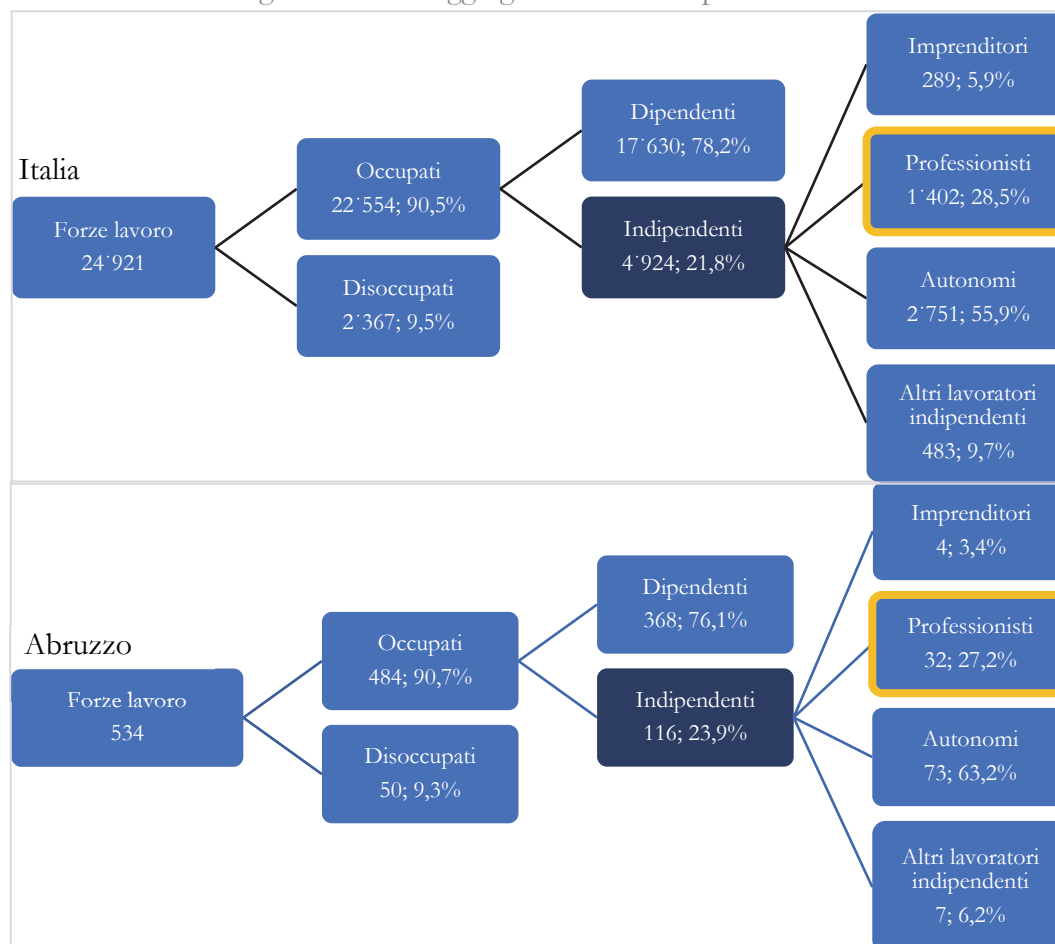 Italia
Forze lavoro
24˙921
Occupati
22˙554; 90,5%
Disoccupati
2˙367; 9,5%
Dipendenti
17˙630; 78,2%
Indipendenti
4˙924; 21,8%
Imprenditori
289; 5,9%
Professionisti
1˙402; 28,5%
Autonomi
2˙751; 55,9%
Altri lavoratori
indipendenti
483; 9,7%
Abruzzo
Forze lavoro
534
Occupati
484; 90,7%
Disoccupati
50; 9,3%
Dipendenti
368; 76,1%
Indipendenti
116; 23,9%
Imprenditori
4; 3,4%
Professionisti
32; 27,2%
Autonomi
73; 63,2%
Altri lavoratori
indipendenti
7; 6,2%